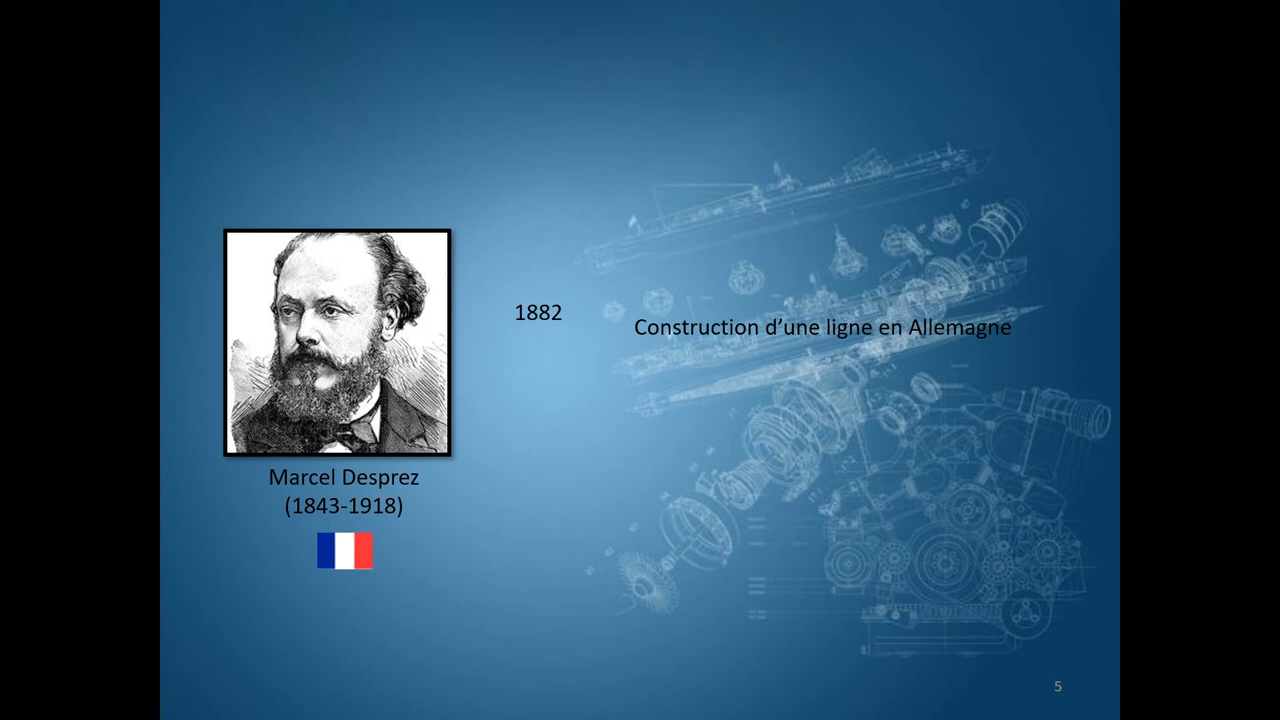 1882
Construction d’une ligne en Allemagne
Marcel Desprez
(1843-1918)
5